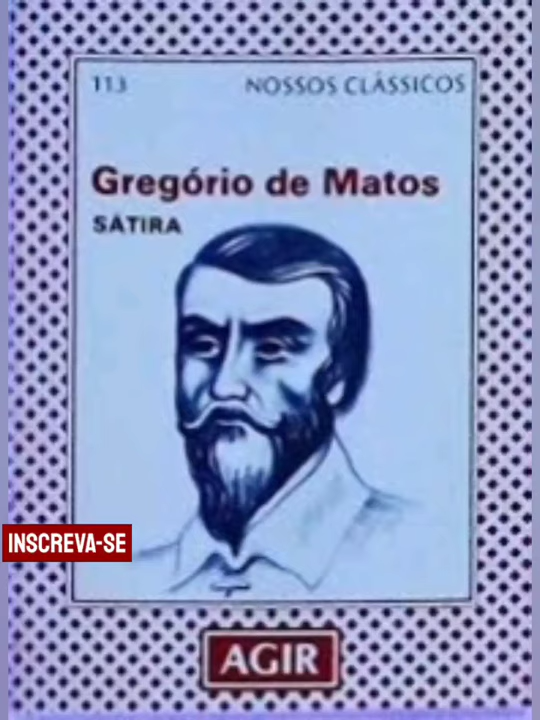 113 NOSSOS CLÁSSICOS
Gregório de Matos
SÁTIRA
INSCREVA-SE
AGIR